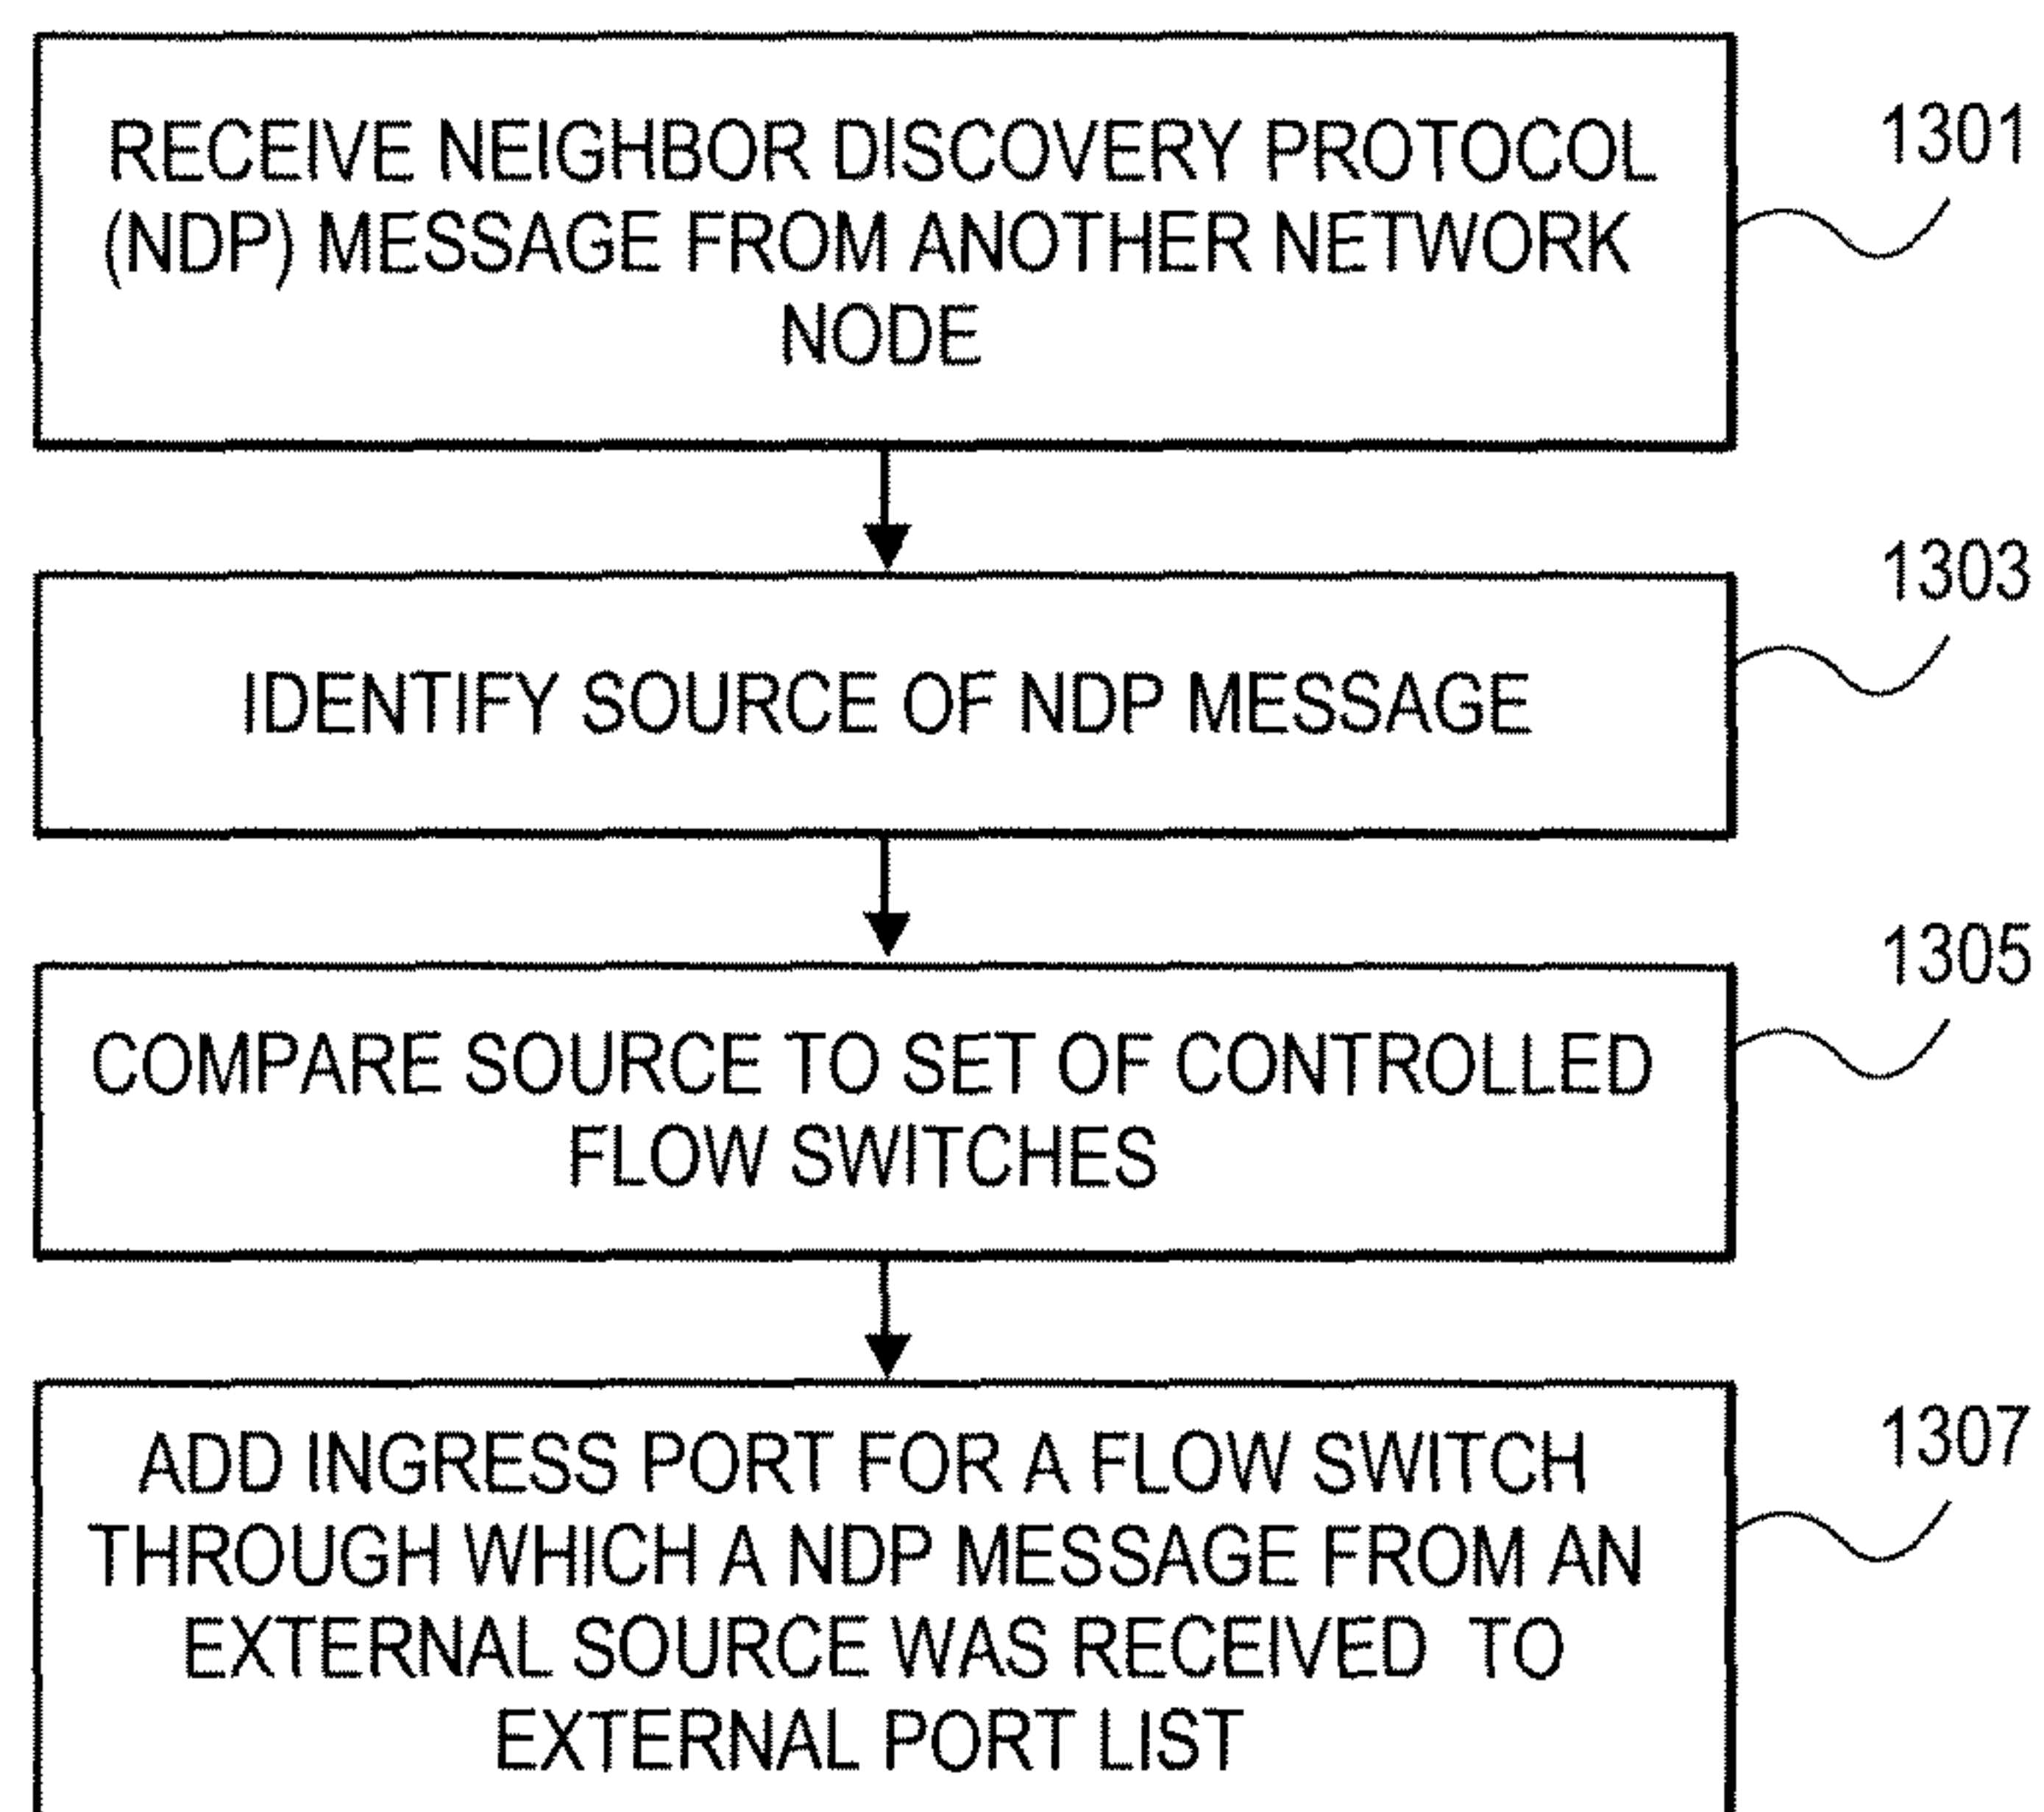 RECEIVE NEIGHBOR DISCOVERY PROTOCOL
(NDP) MESSAGE FROM ANOTHER NETWORK
NODE
1301
IDENTIFY SOURCE OF NDP MESSAGE
1303
COMPARE SOURCE TO SET OF CONTROLLED
FLOW SWITCHES
1305
ADD INGRESS PORT FOR A FLOW SWITCH
THROUGH WHICH A NDP MESSAGE FROM AN
EXTERNAL SOURCE WAS RECEIVED TO
EXTERNAL PORT LIST
1307